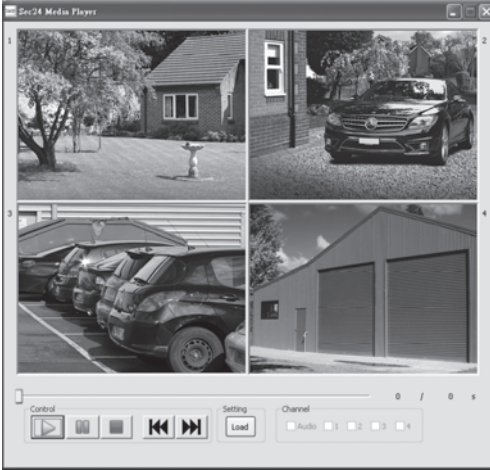 Sec24 Media Player
1
2
3
4
0 / 0 s
Control
Setting
Load
Channel
Audio 1 2 3 4